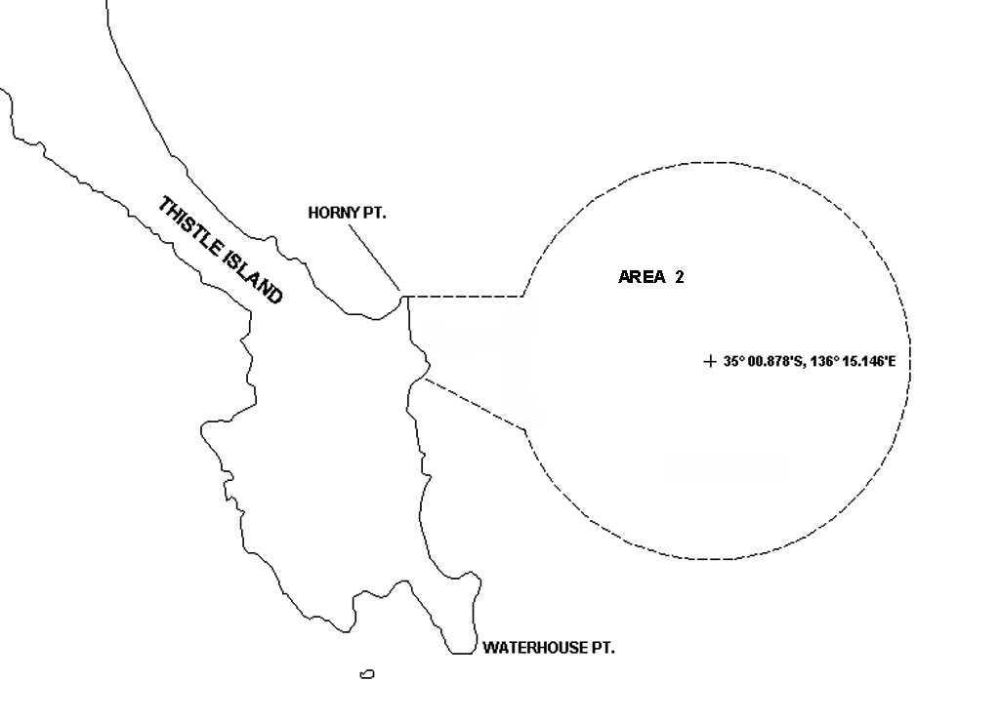 HORNY PT.
THISTLE ISLAND
AREA 2
35° 00.878'S, 136° 15.146'E
WATERHOUSE PT.